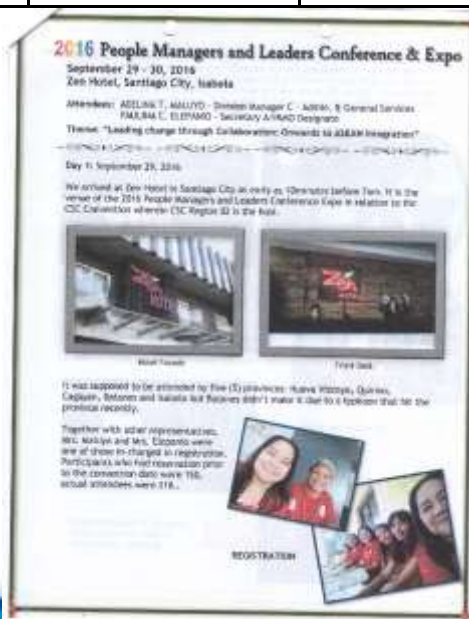 2016 People Managers and Leaders Conference & Expo
September 29 - 30, 2016
Zen Hotel, Santiago City, Isabela
Attendees: ADELINA T. MALUYO - Division Manager C - Admin. & General Services
PAULINA C. ELEPANO - Secretary A/HRAD Designate
Theme: "Leading change through Collaboration: Onwards to ASEAN Integration"
Day 1: September 29, 2016
We arrived at Zen Hotel in Santiago City as early as 10minutes before 7am. It is the
venue of the 2016 People Managers and Leaders Conference Expo in relation to the
CSC Convention wherein CSC Region 02 is the host.
Zen
Hotel
Zen
Hotel Facade
Front Desk
It was supposed to be attended by five (5) provinces: Nueva Vizcaya, Quirino,
Cagayan, Batanes and Isabela but Batanes didn't make it due to a typhoon that hit the
province recently.
Together with other representatives,
Mrs. Maluyo and Mrs. Elepano were
one of those in-charged in registration.
Participants who had reservation prior
to the convention date were 150,
actual attendees were 218..
REGISTRATION